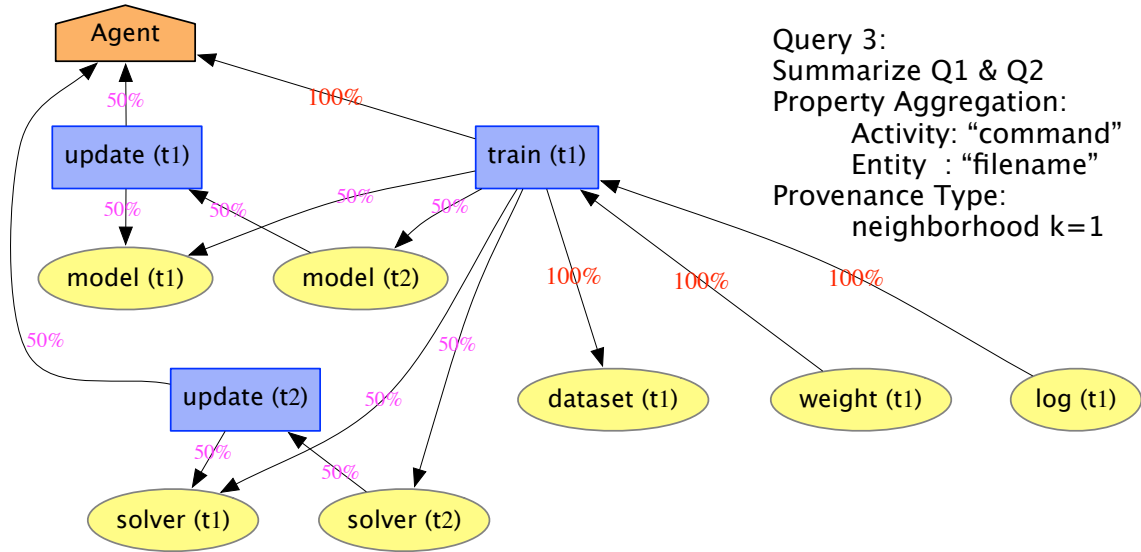 Agent
Query 3:
Summarize Q1 & Q2
Property Aggregation:
Activity: “command”
Entity : “filename”
Provenance Type:
neighborhood k=1
50%
100%
update (t1)
train (t1)
50%
50%
50%
50%
model (t1)
model (t2)
100%
100%
100%
50%
50%
update (t2)
50%
dataset (t1)
weight (t1)
log (t1)
50%
50%
solver (t1)
solver (t2)